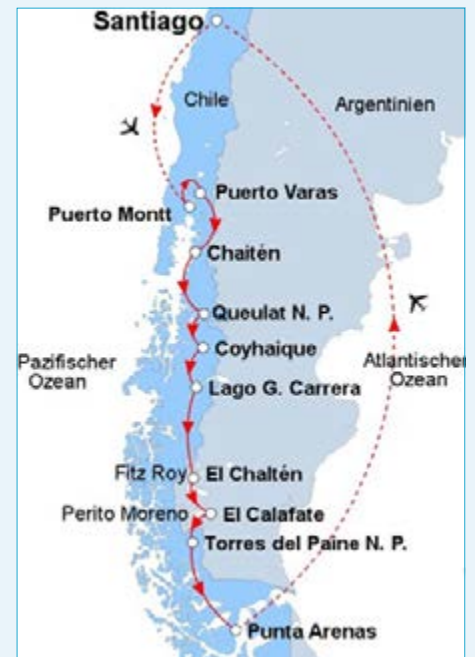 Santiago
Chile
Argentinien
Puerto Varas
Puerto Montt
Chaitén
Queulat N. P.
Coyhaique
Pazifischer
Ozean
Atlantischer
Ozean
Lago G. Carrera
Fitz Roy
El Chaltén
Perito Moreno
El Calafate
Torres del Paine N. P.
Punta Arenas